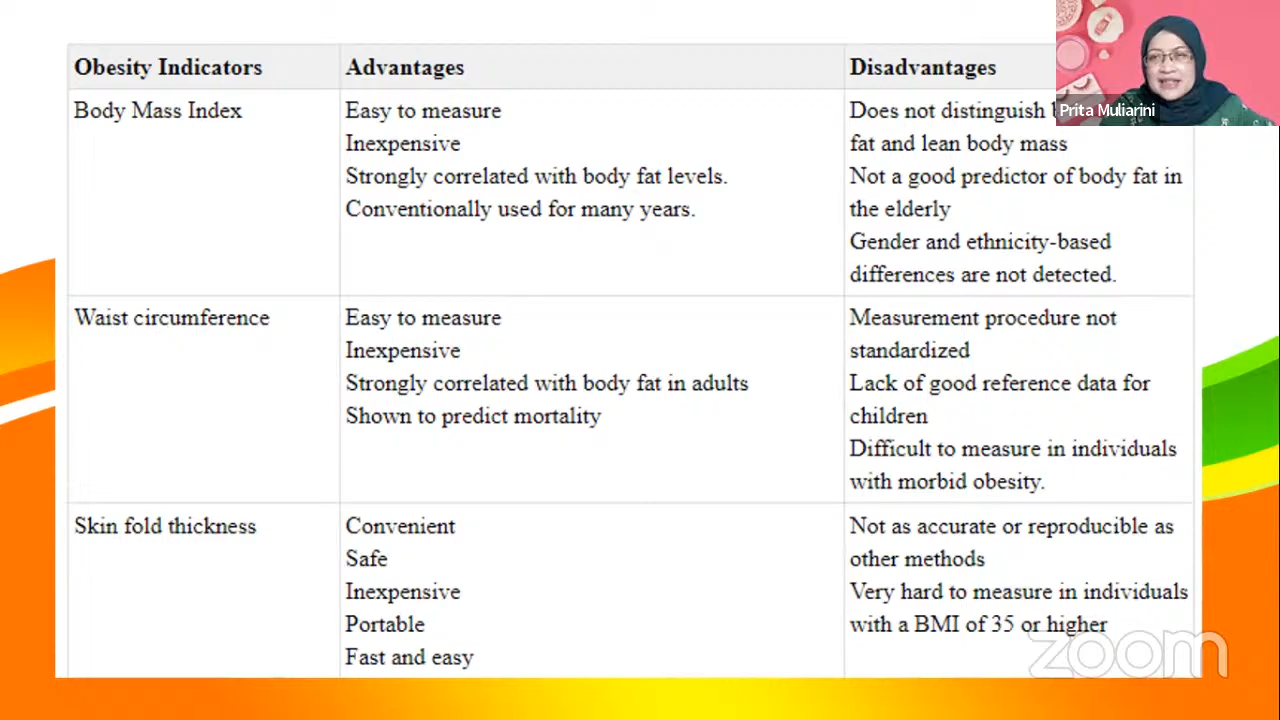 Obesity Indicators
Advantages
Disadvantages
Body Mass Index
Easy to measure
Inexpensive
Strongly correlated with body fat levels.
Conventionally used for many years.
Does not distinguish
fat and lean body mass
Not a good predictor of body fat in
the elderly
Gender and ethnicity-based
differences are not detected.
Waist circumference
Easy to measure
Inexpensive
Strongly correlated with body fat in adults
Shown to predict mortality
Measurement procedure not
standardized
Lack of good reference data for
children
Difficult to measure in individuals
with morbid obesity.
Skin fold thickness
Convenient
Safe
Inexpensive
Portable
Fast and easy
Not as accurate or reproducible as
other methods
Very hard to measure in individuals
with a BMI of 35 or higher
Prita Muliarini
zoom